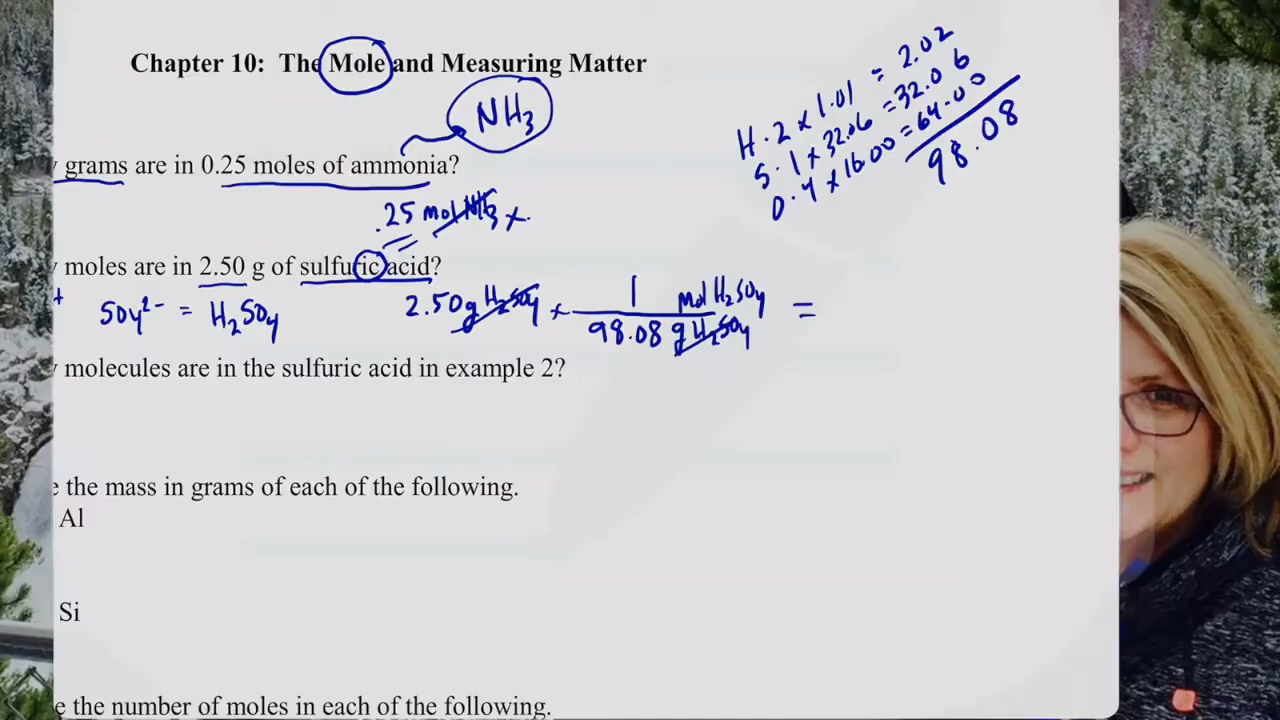 Chapter 10: The Mole and Measuring Matter
NH3
H · 2 x 1.01 = 2.02
S · 1 x 32.06 = 32.06
O · 4 x 16.00 = 64.00
98.08
grams are in 0.25 moles of ammonia?
.25 mol NH3 x
moles are in 2.50 g of sulfuric acid?
+ SO4 2- = H2SO4
2.50 g H2SO4 x 1 mol H2SO4 =
98.08 g H2SO4
molecules are in the sulfuric acid in example 2?
e the mass in grams of each of the following.
Al
Si
e the number of moles in each of the following.